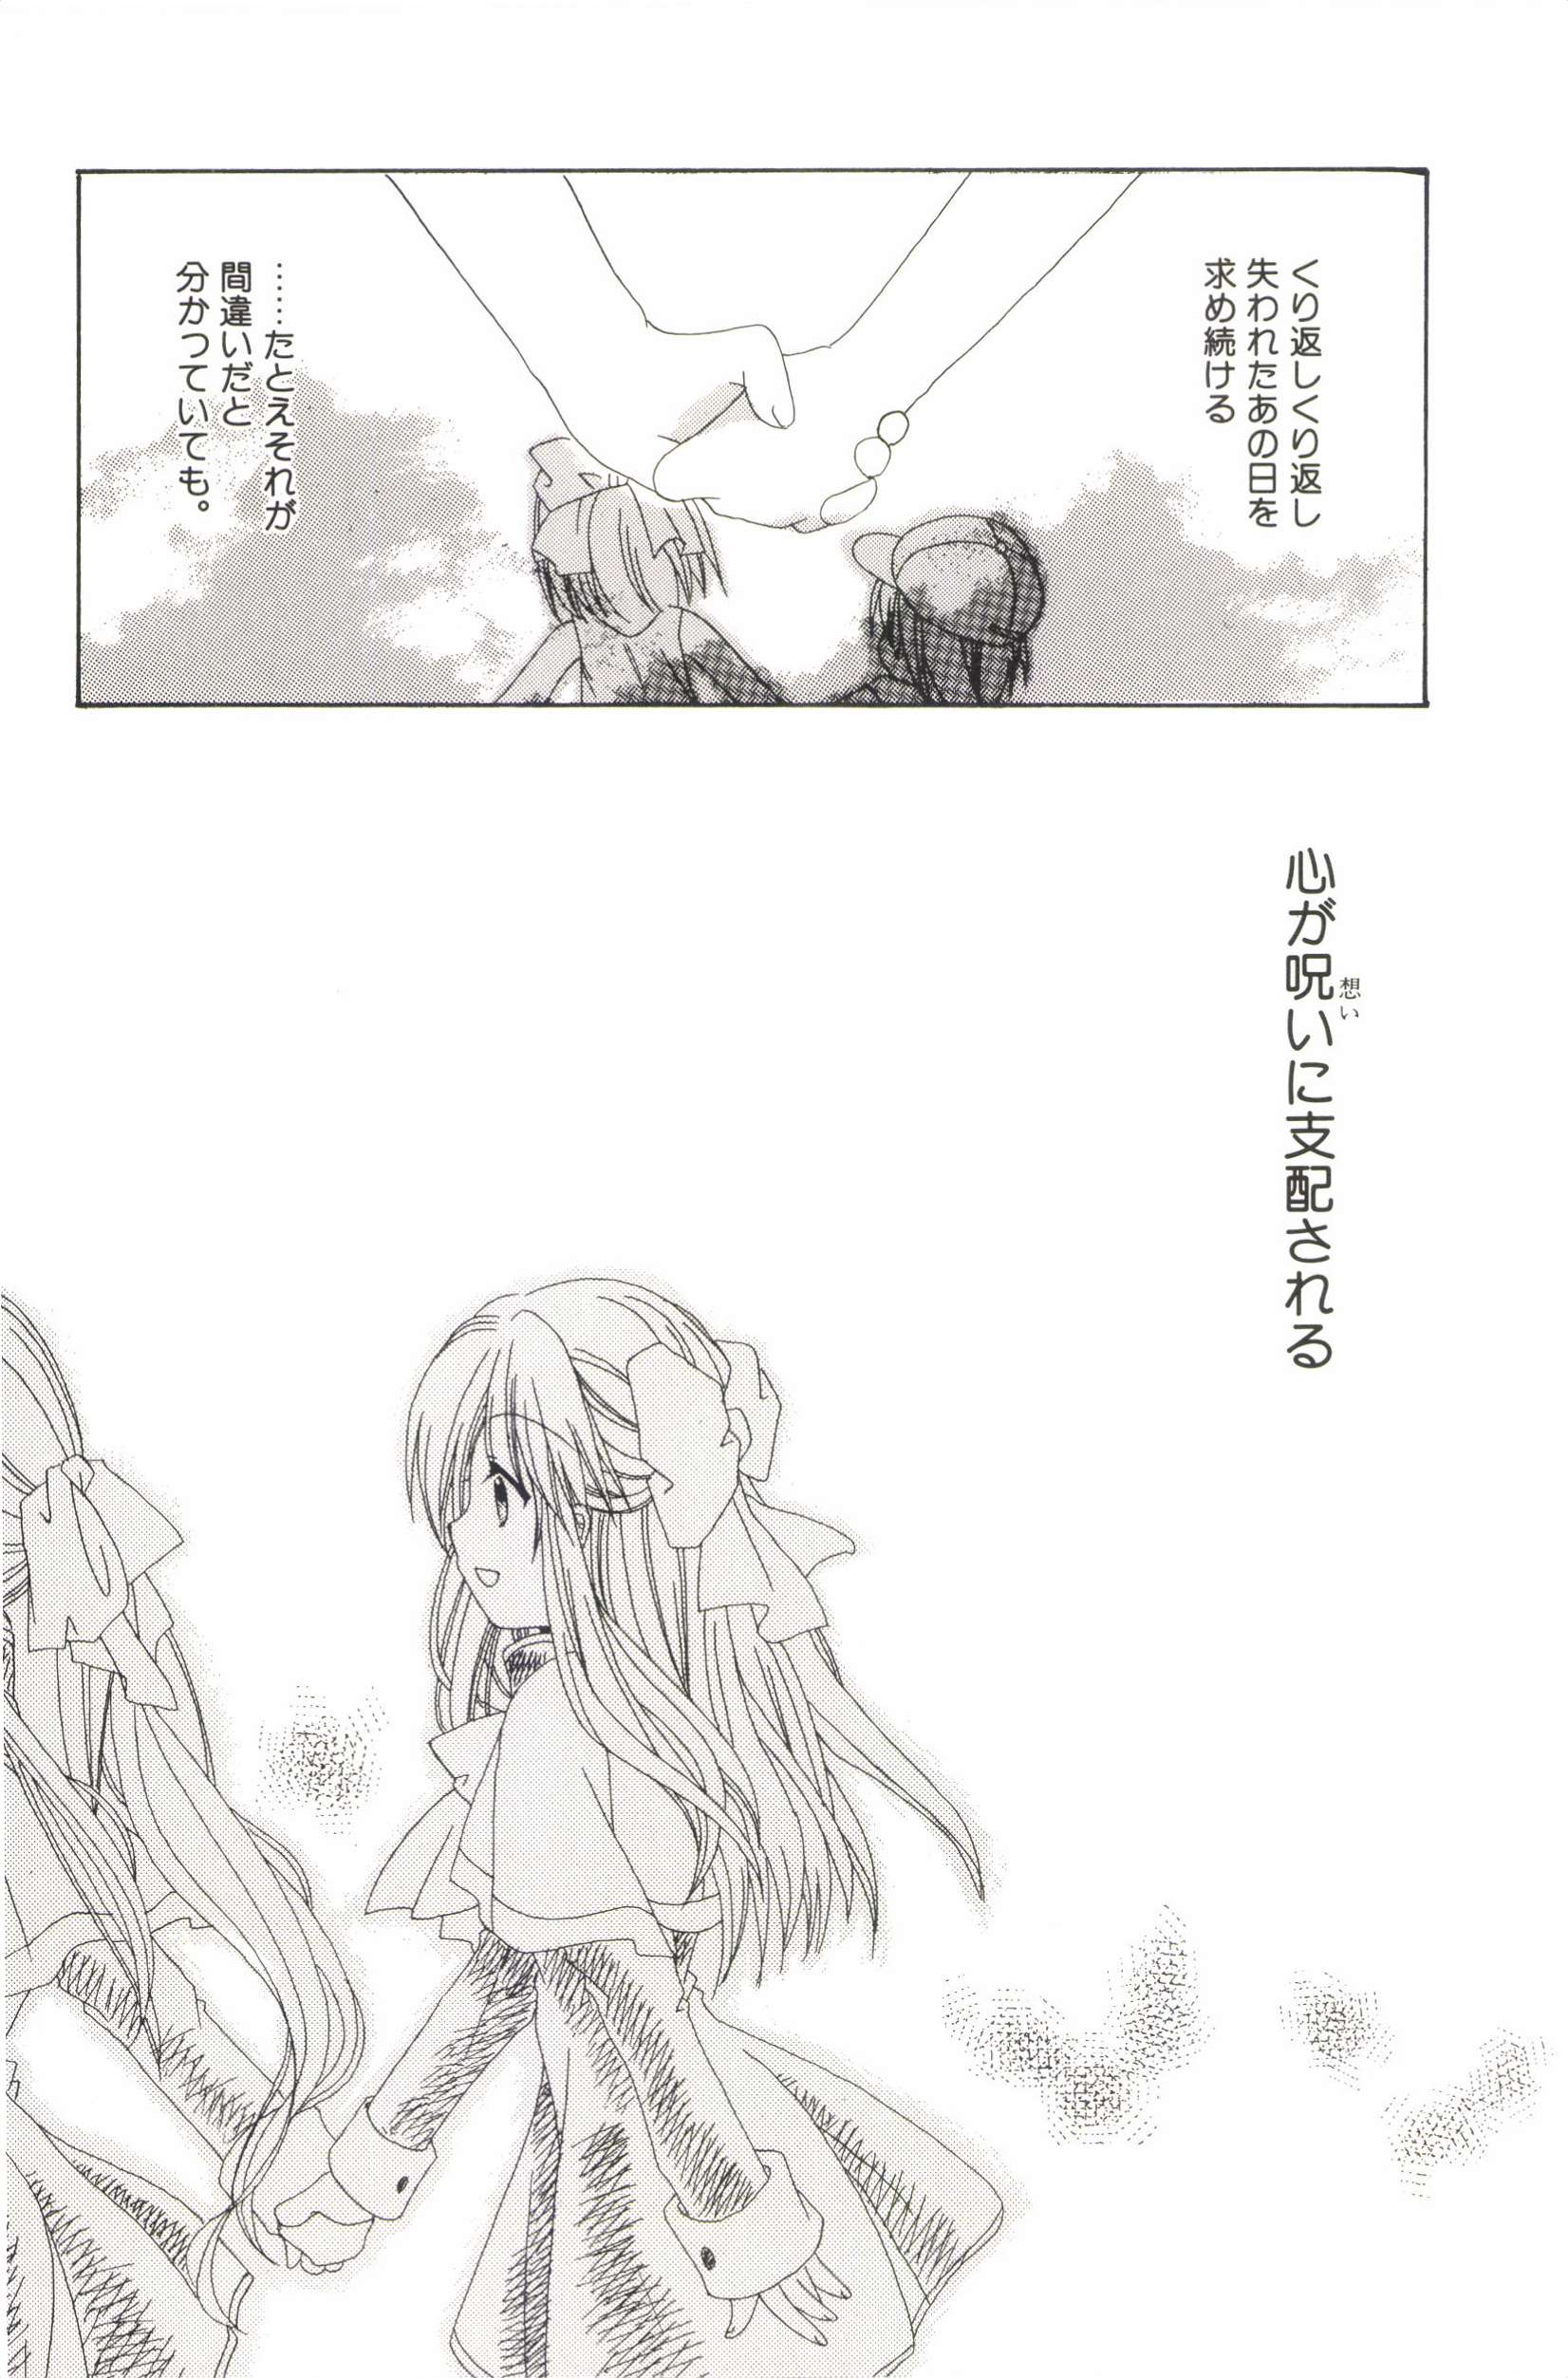 くり返しくり返し
失われたあの日を
求め続ける
……たとえそれが
間違いだと
分かつていても。
心が呪いに支配される
想い